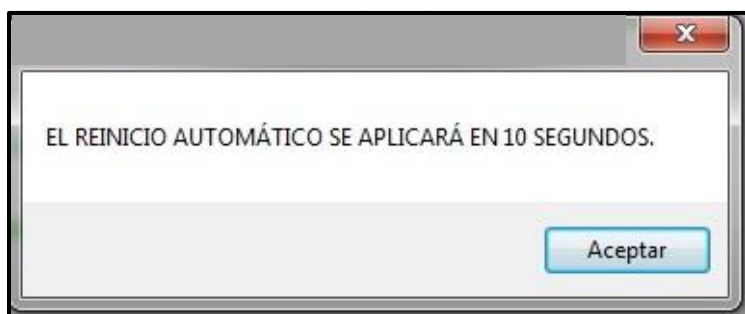 EL REINICIO AUTOMÁTICO SE APLICARÁ EN 10 SEGUNDOS.
Aceptar